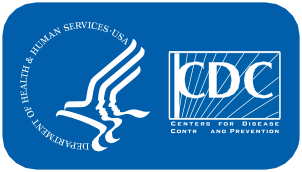 DEPARTMENT OF HEALTH & HUMAN SERVICES·USA
CDC
CENTERS FOR DISEASE
CONTR AND PREVENTION